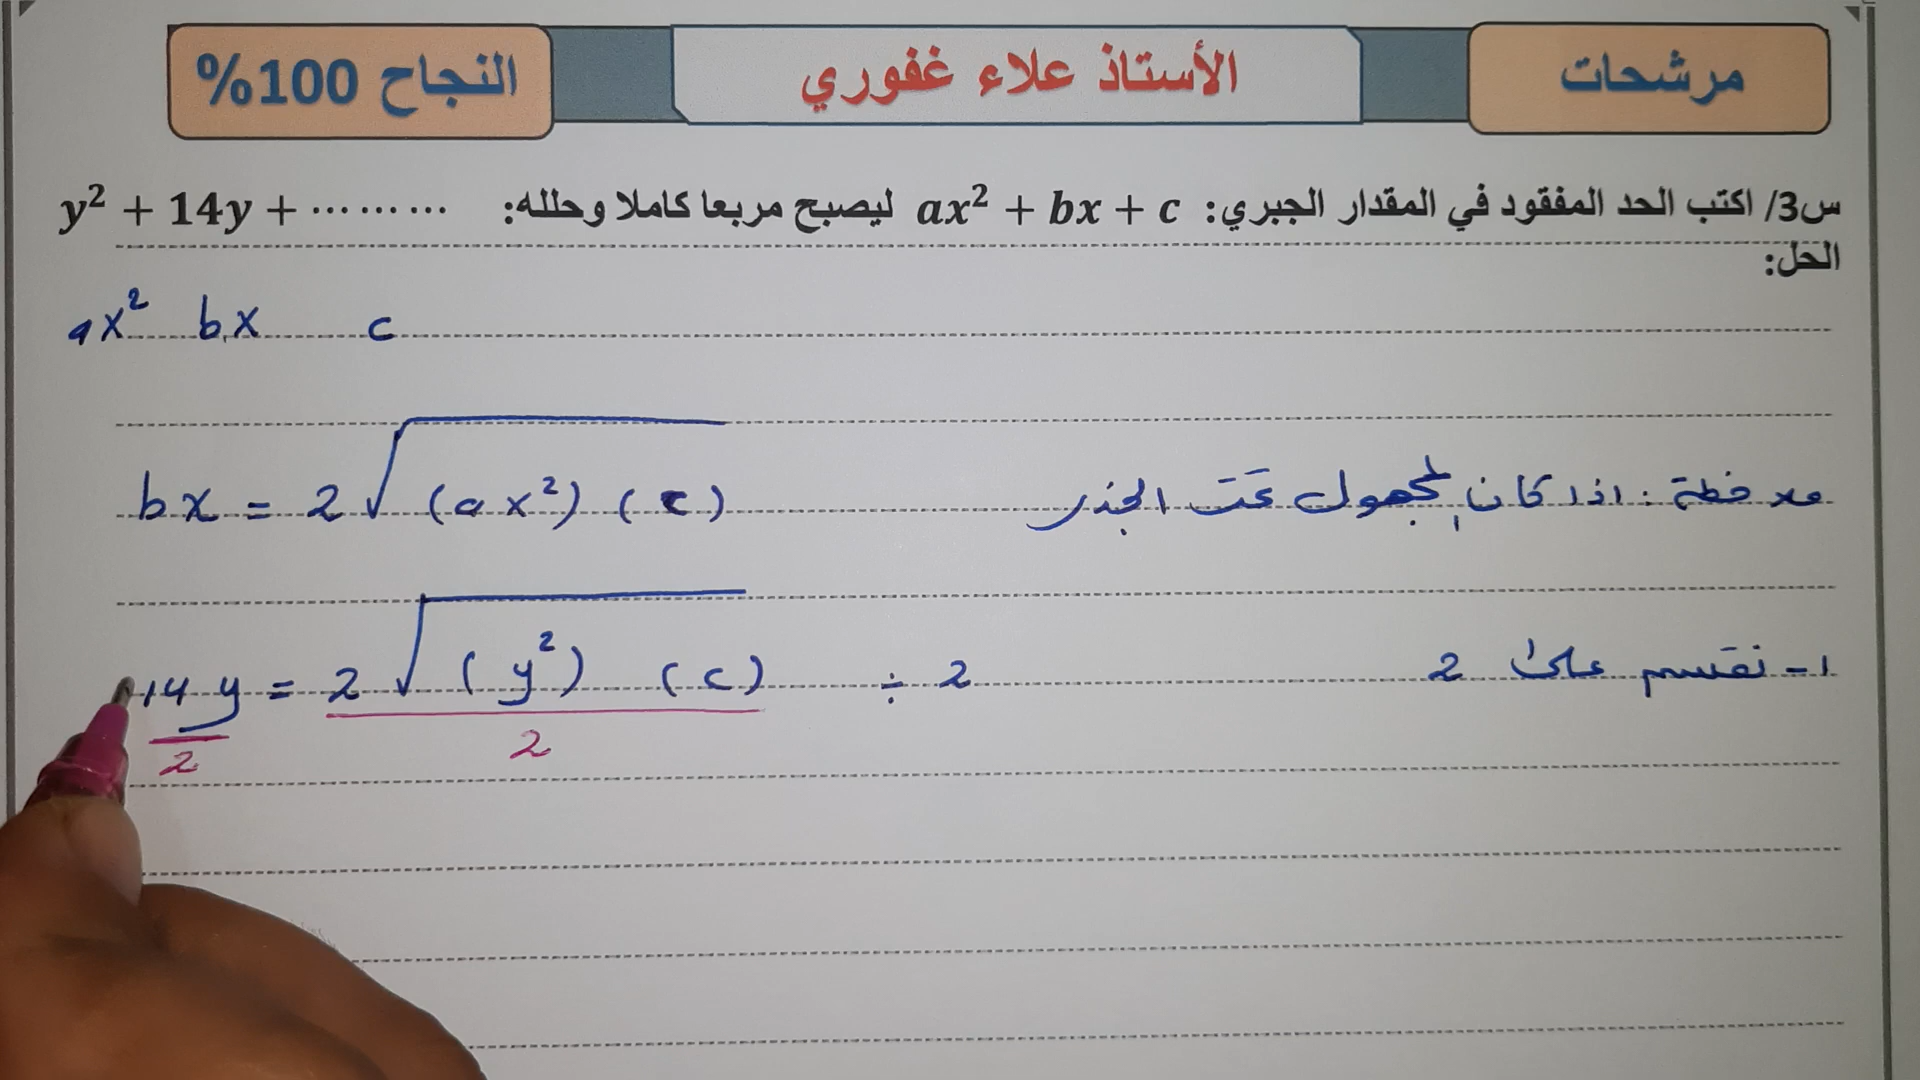 مرشحات
الأستاذ علاء غفوري
النجاح 100%
س3/ اكتب الحد المفقود في المقدار الجبري: ax² + bx + c ليصبح مربعا كاملا وحلله: y² + 14y + ………
الحل:
ax² bx c
bx = 2√(ax²)(c) ملاحظة: اذا كان المجهول تحت الجذر
14y/2 = 2√(y²)(c)/2 ÷ 2 1- نقسم على 2